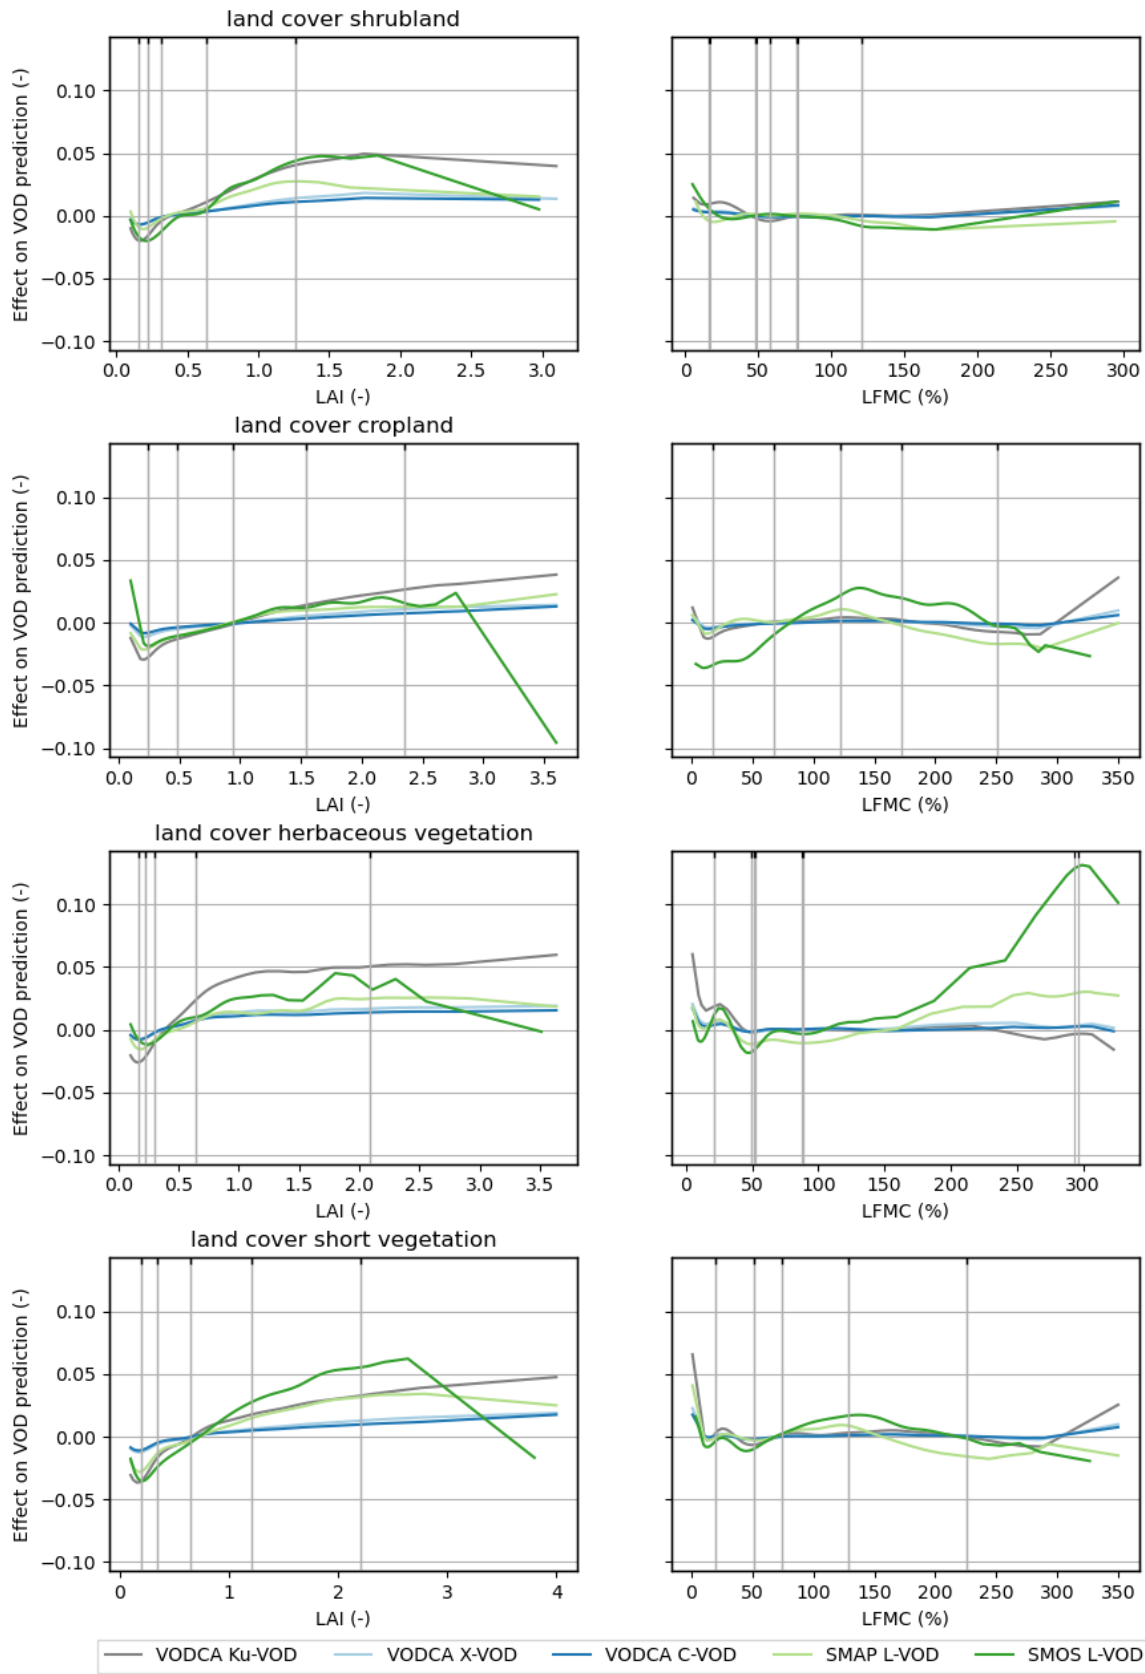 land cover shrubland
Effect on VOD prediction (-)
0.10
0.05
0.00
−0.05
−0.10
0.0 0.5 1.0 1.5 2.0 2.5 3.0
LAI (-)
0 50 100 150 200 250 300
LFMC (%)
land cover cropland
Effect on VOD prediction (-)
0.10
0.05
0.00
−0.05
−0.10
0.0 0.5 1.0 1.5 2.0 2.5 3.0 3.5
LAI (-)
0 50 100 150 200 250 300 350
LFMC (%)
land cover herbaceous vegetation
Effect on VOD prediction (-)
0.10
0.05
0.00
−0.05
−0.10
0.0 0.5 1.0 1.5 2.0 2.5 3.0 3.5
LAI (-)
0 50 100 150 200 250 300
LFMC (%)
land cover short vegetation
Effect on VOD prediction (-)
0.10
0.05
0.00
−0.05
−0.10
0 1 2 3 4
LAI (-)
0 50 100 150 200 250 300 350
LFMC (%)
VODCA Ku-VOD VODCA X-VOD VODCA C-VOD SMAP L-VOD SMOS L-VOD